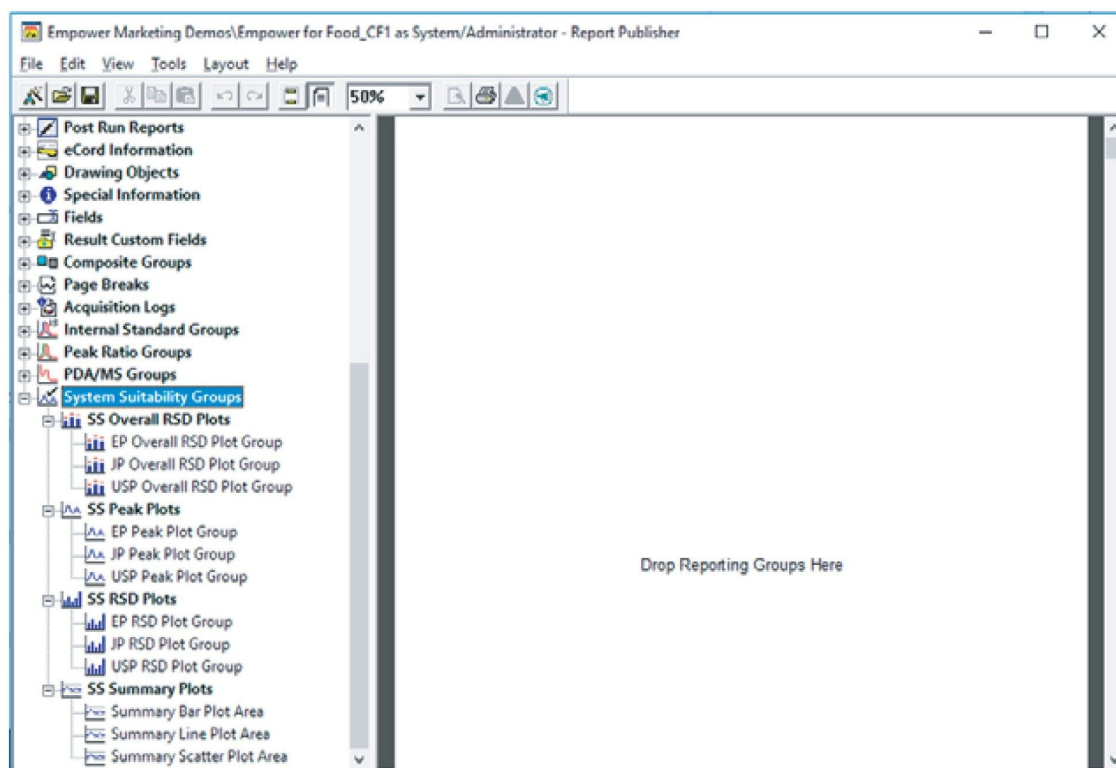 Empower Marketing Demos\Empower for Food_CF1 as System/Administrator - Report Publisher
File Edit View Tools Layout Help
50%
Post Run Reports
eCord Information
Drawing Objects
Special Information
Fields
Result Custom Fields
Composite Groups
Page Breaks
Acquisition Logs
Internal Standard Groups
Peak Ratio Groups
PDA/MS Groups
System Suitability Groups
SS Overall RSD Plots
EP Overall RSD Plot Group
JP Overall RSD Plot Group
USP Overall RSD Plot Group
SS Peak Plots
EP Peak Plot Group
JP Peak Plot Group
USP Peak Plot Group
SS RSD Plots
EP RSD Plot Group
JP RSD Plot Group
USP RSD Plot Group
SS Summary Plots
Summary Bar Plot Area
Summary Line Plot Area
Summary Scatter Plot Area
Drop Reporting Groups Here